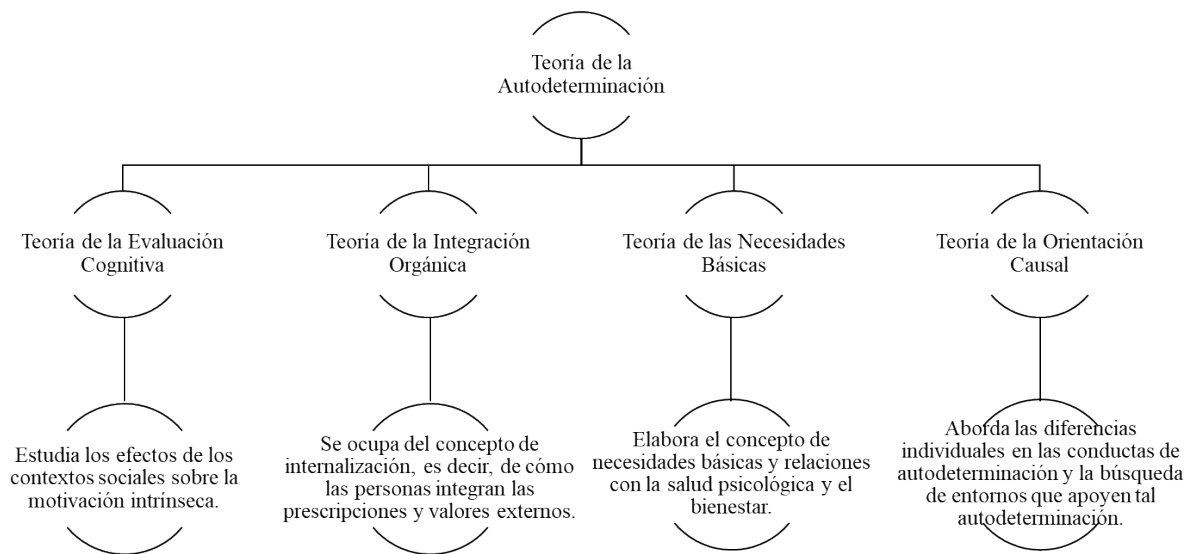 Teoría de la
Autodeterminación
Teoría de la Evaluación
Cognitiva
Teoría de la Integración
Orgánica
Teoría de las Necesidades
Básicas
Teoría de la Orientación
Causal
Estudia los efectos de los
contextos sociales sobre la
motivación intrínseca.
Se ocupa del concepto de
internalización, es decir, de cómo
las personas integran las
prescripciones y valores externos.
Elabora el concepto de
necesidades básicas y relaciones
con la salud psicológica y el
bienestar.
Aborda las diferencias
individuales en las conductas de
autodeterminación y la búsqueda
de entornos que apoyen tal
autodeterminación.